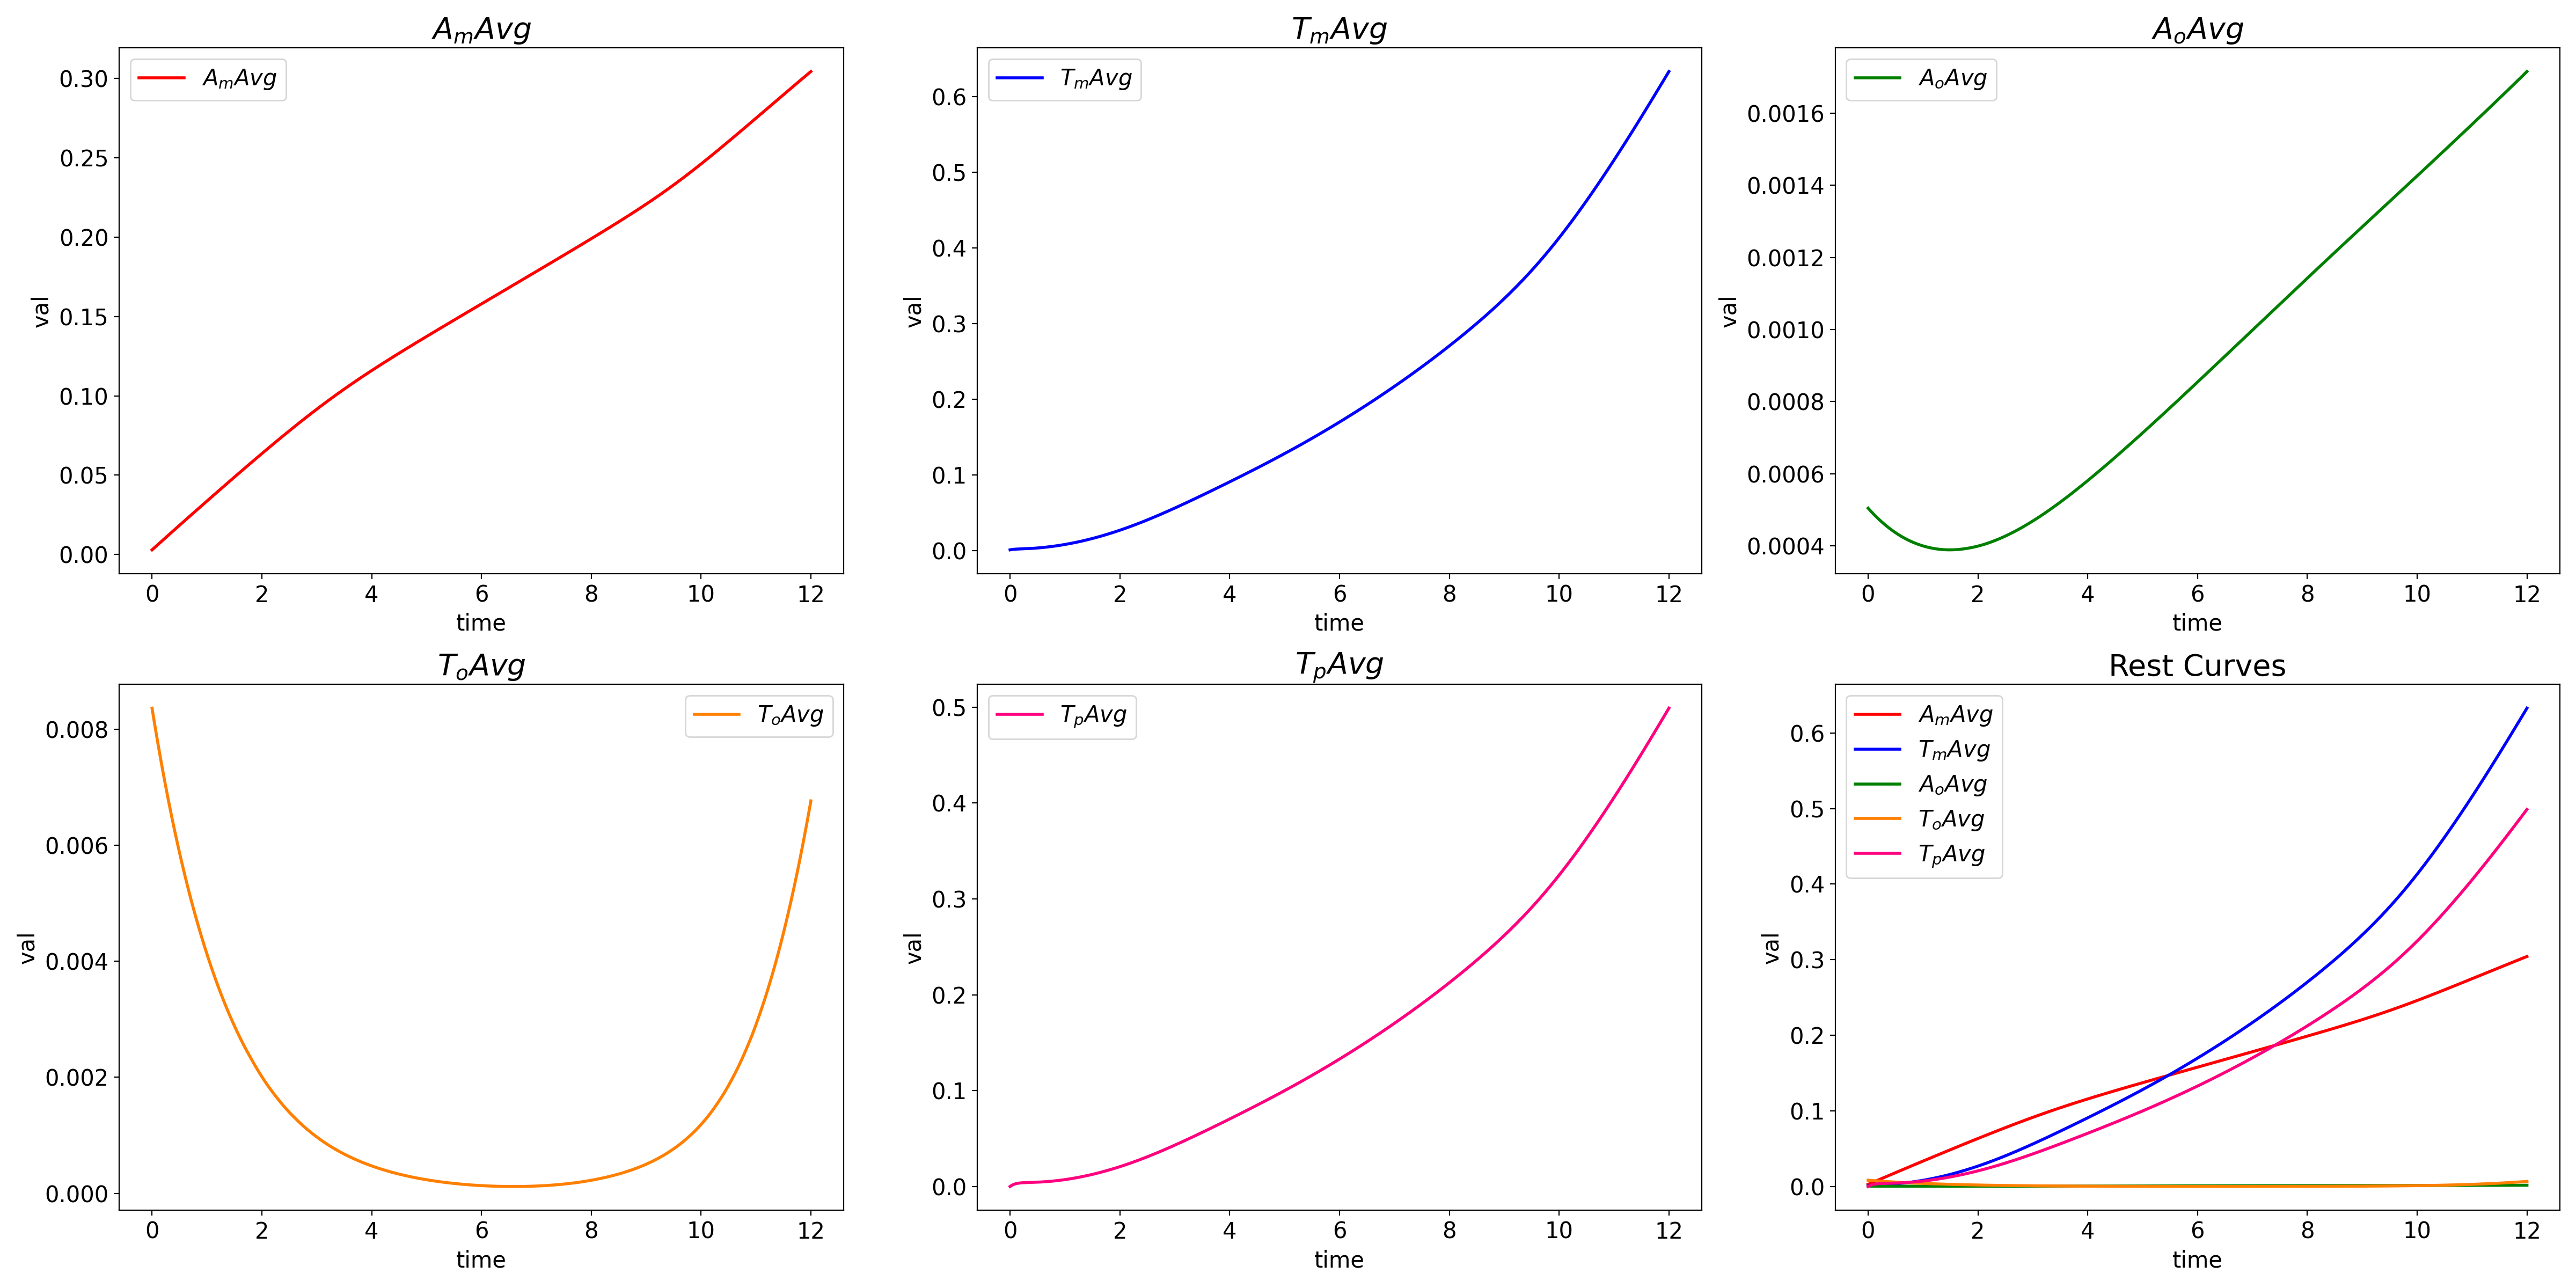 A_mAvg
A_mAvg
0.30
0.25
0.20
0.15
0.10
0.05
0.00
val
0 2 4 6 8 10 12
time
T_mAvg
T_mAvg
0.6
0.5
0.4
0.3
0.2
0.1
0.0
val
0 2 4 6 8 10 12
time
A_oAvg
A_oAvg
0.0016
0.0014
0.0012
0.0010
0.0008
0.0006
0.0004
val
0 2 4 6 8 10 12
time
T_oAvg
T_oAvg
0.008
0.006
0.004
0.002
0.000
val
0 2 4 6 8 10 12
time
T_pAvg
T_pAvg
0.5
0.4
0.3
0.2
0.1
0.0
val
0 2 4 6 8 10 12
time
Rest Curves
A_mAvg
T_mAvg
A_oAvg
T_oAvg
T_pAvg
0.6
0.5
0.4
0.3
0.2
0.1
0.0
val
0 2 4 6 8 10 12
time